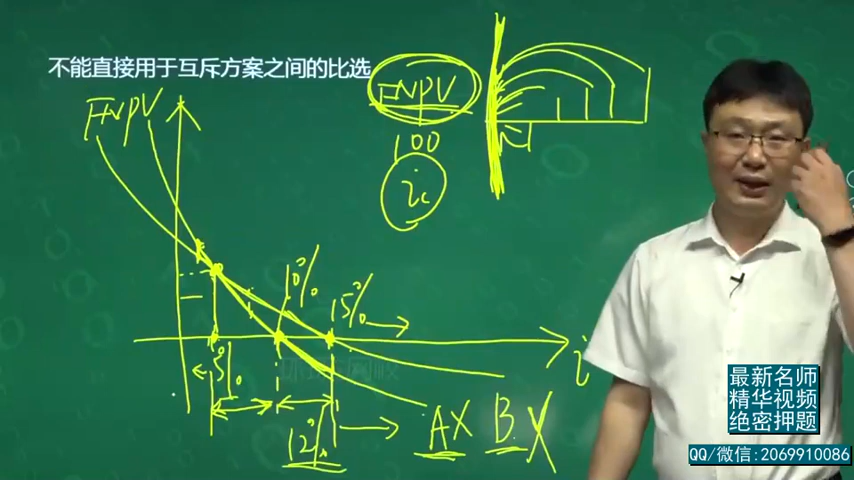 不能直接用于互斥方案之间的比选
FNPV
100
ic
FNPV
10%
15%
i
3%
12%
A X B X
最新名师
精华视频
绝密押题
QQ/微信:2069910086